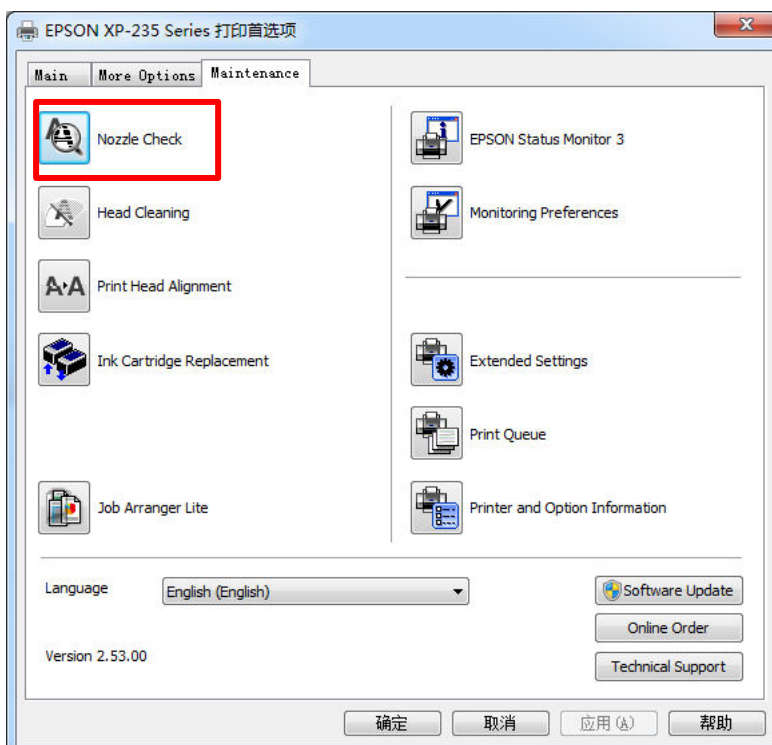 EPSON XP-235 Series 打印首选项
Main
More Options
Maintenance
Nozzle Check
Head Cleaning
Print Head Alignment
Ink Cartridge Replacement
Job Arranger Lite
EPSON Status Monitor 3
Monitoring Preferences
Extended Settings
Print Queue
Printer and Option Information
Language
English (English)
Version 2.53.00
Software Update
Online Order
Technical Support
确定
取消
应用(A)
帮助